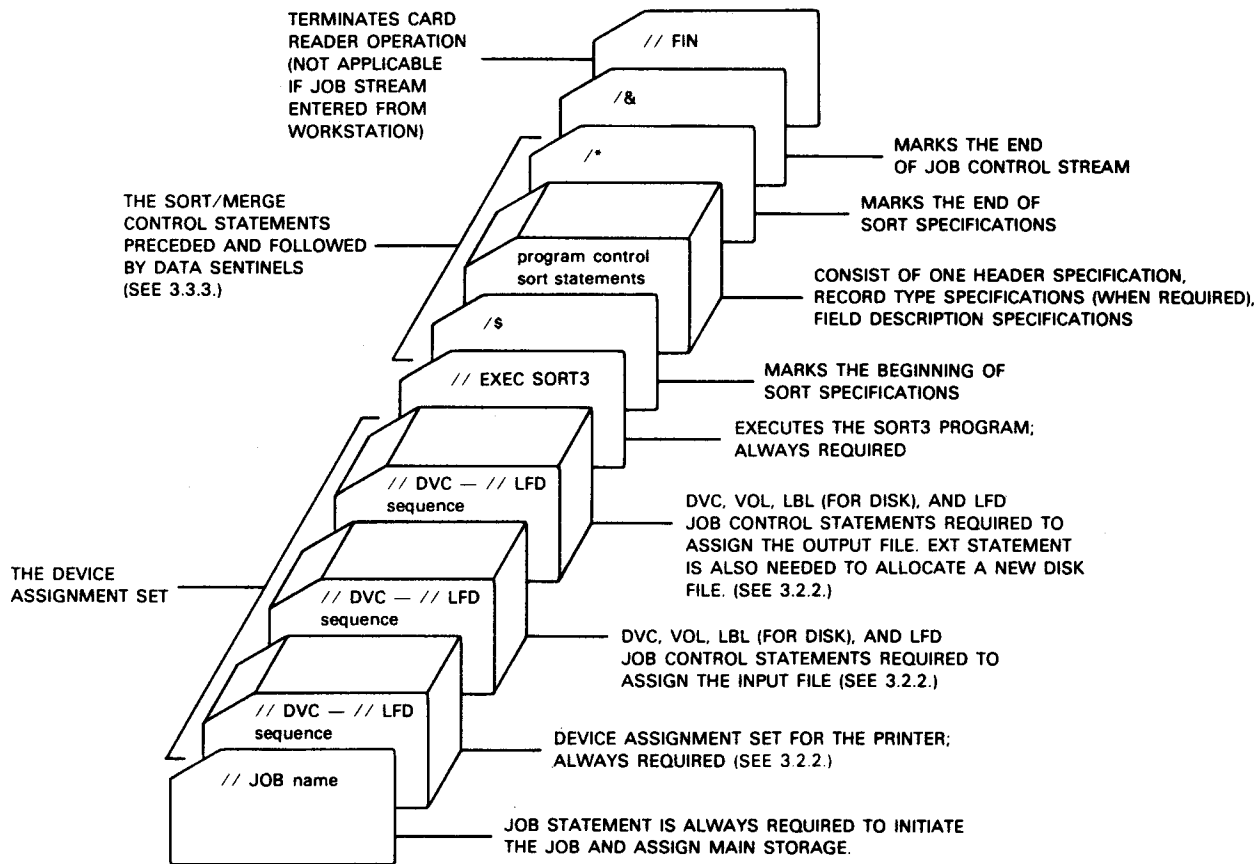 TERMINATES CARD
READER OPERATION
(NOT APPLICABLE
IF JOB STREAM
ENTERED FROM
WORKSTATION)
// FIN
/&
MARKS THE END
OF JOB CONTROL STREAM
/*
MARKS THE END OF
SORT SPECIFICATIONS
THE SORT/MERGE
CONTROL STATEMENTS
PRECEDED AND FOLLOWED
BY DATA SENTINELS
(SEE 3.3.3.)
program control
sort statements
CONSIST OF ONE HEADER SPECIFICATION,
RECORD TYPE SPECIFICATIONS (WHEN REQUIRED),
FIELD DESCRIPTION SPECIFICATIONS
/$
MARKS THE BEGINNING OF
SORT SPECIFICATIONS
// EXEC SORT3
EXECUTES THE SORT3 PROGRAM;
ALWAYS REQUIRED
// DVC — // LFD
sequence
DVC, VOL, LBL (FOR DISK), AND LFD
JOB CONTROL STATEMENTS REQUIRED TO
ASSIGN THE OUTPUT FILE. EXT STATEMENT
IS ALSO NEEDED TO ALLOCATE A NEW DISK
FILE. (SEE 3.2.2.)
THE DEVICE
ASSIGNMENT SET
// DVC — // LFD
sequence
DVC, VOL, LBL (FOR DISK), AND LFD
JOB CONTROL STATEMENTS REQUIRED TO
ASSIGN THE INPUT FILE (SEE 3.2.2.)
// DVC — // LFD
sequence
DEVICE ASSIGNMENT SET FOR THE PRINTER;
ALWAYS REQUIRED (SEE 3.2.2.)
// JOB name
JOB STATEMENT IS ALWAYS REQUIRED TO INITIATE
THE JOB AND ASSIGN MAIN STORAGE.